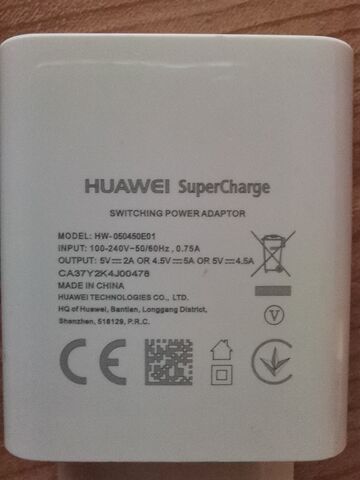 HUAWEI SuperCharge
SWITCHING POWER ADAPTOR
MODEL: HW-050450E01
INPUT: 100-240V~50/60Hz, 0.75A
OUTPUT: 5V⎓2A OR 4.5V⎓5A OR 5V⎓4.5A
CA37Y2K4J00478
MADE IN CHINA
HUAWEI TECHNOLOGIES CO., LTD.
HQ of Huawei, Bantian, Longgang District,
Shenzhen, 518129, P.R.C.
V
CE